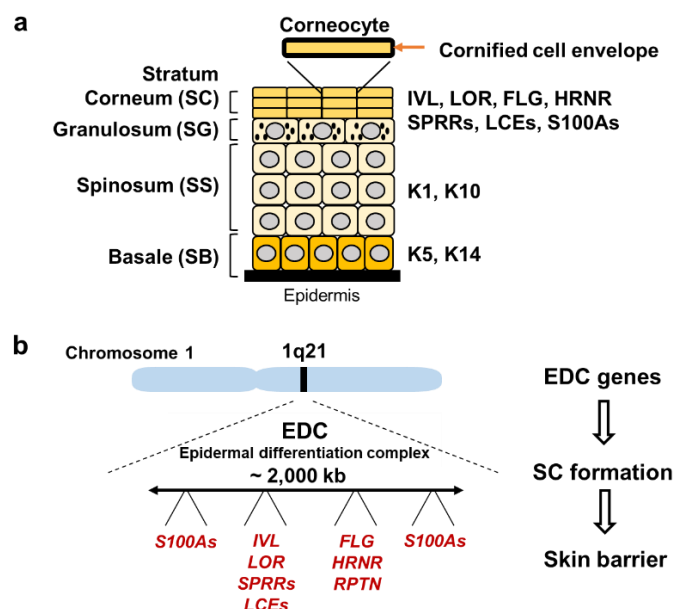 a
Corneocyte
Cornified cell envelope
Stratum
Corneum (SC)
IVL, LOR, FLG, HRNR
Granulosum (SG)
SPRRs, LCEs, S100As
Spinosum (SS)
K1, K10
Basale (SB)
K5, K14
Epidermis
b
Chromosome 1
1q21
EDC genes
EDC
Epidermal differentiation complex
~ 2,000 kb
SC formation
S100As
IVL
LOR
SPRRs
LCEs
FLG
HRNR
RPTN
S100As
Skin barrier